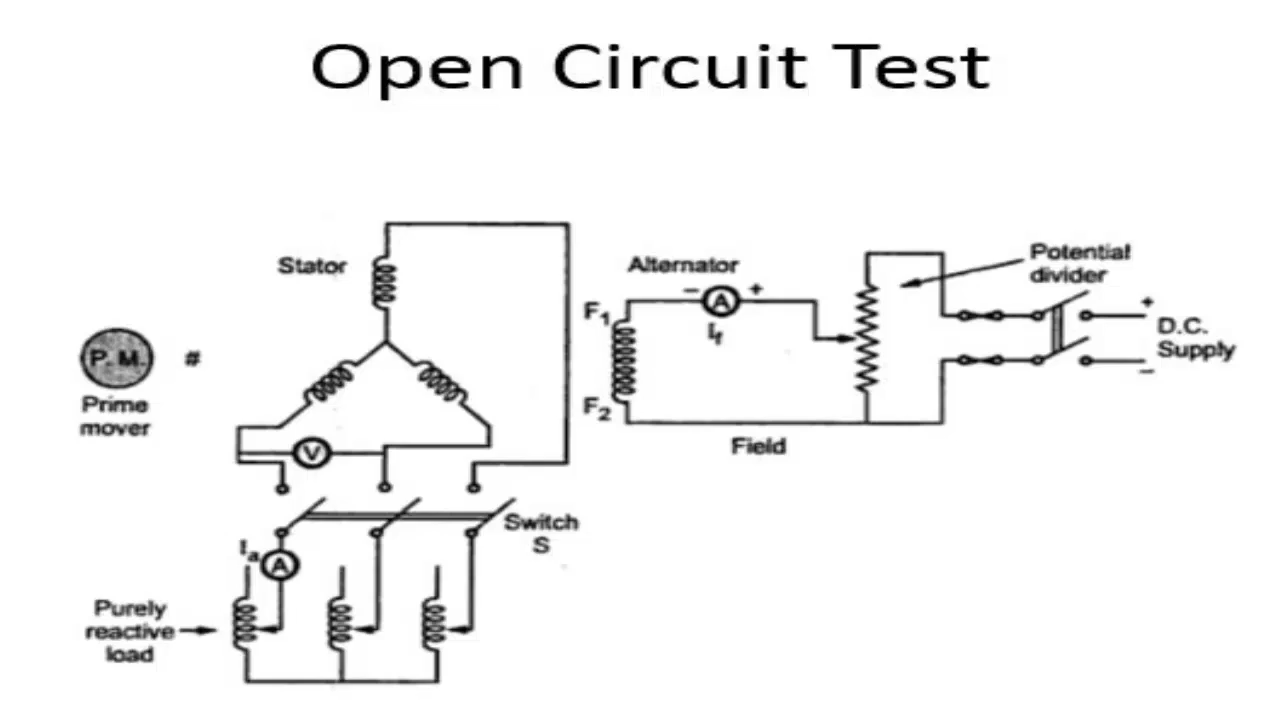 Open Circuit Test
Stator
Alternator
Potential
divider
F1
− A +
If
+
D.C.
Supply
−
P. M. #
Prime
mover
F2
Field
V
Switch
S
Ia
A
Purely
reactive
load